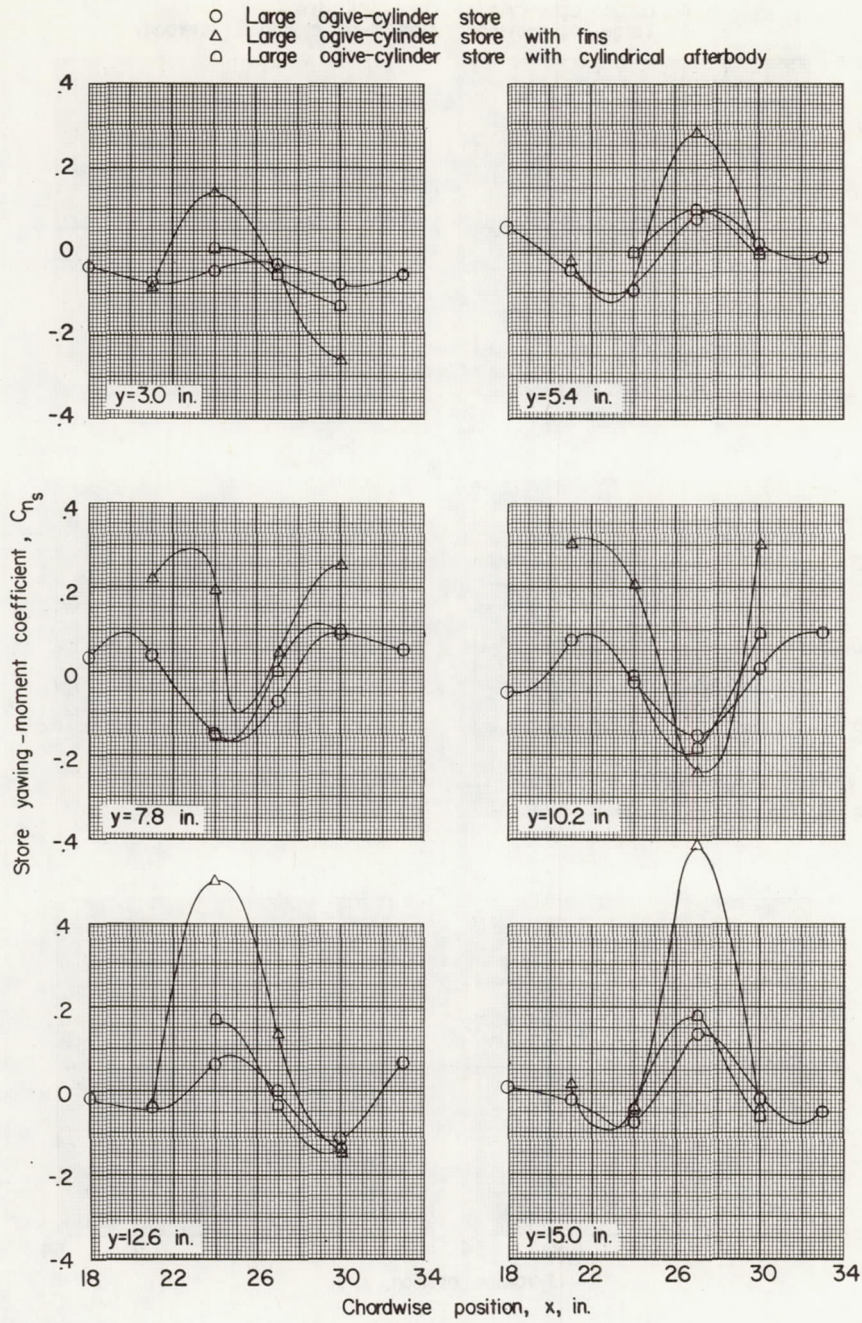 Large ogive-cylinder store
Large ogive-cylinder store with fins
Large ogive-cylinder store with cylindrical afterbody
.4
.2
0
-.2
-.4
y=3.0 in.
y=5.4 in.
Store yawing-moment coefficient, Cns
.4
.2
0
-.2
-.4
y=7.8 in.
y=10.2 in
.4
.2
0
-.2
-.4
y=12.6 in.
y=15.0 in.
18 22 26 30 34
18 22 26 30 34
Chordwise position, x, in.